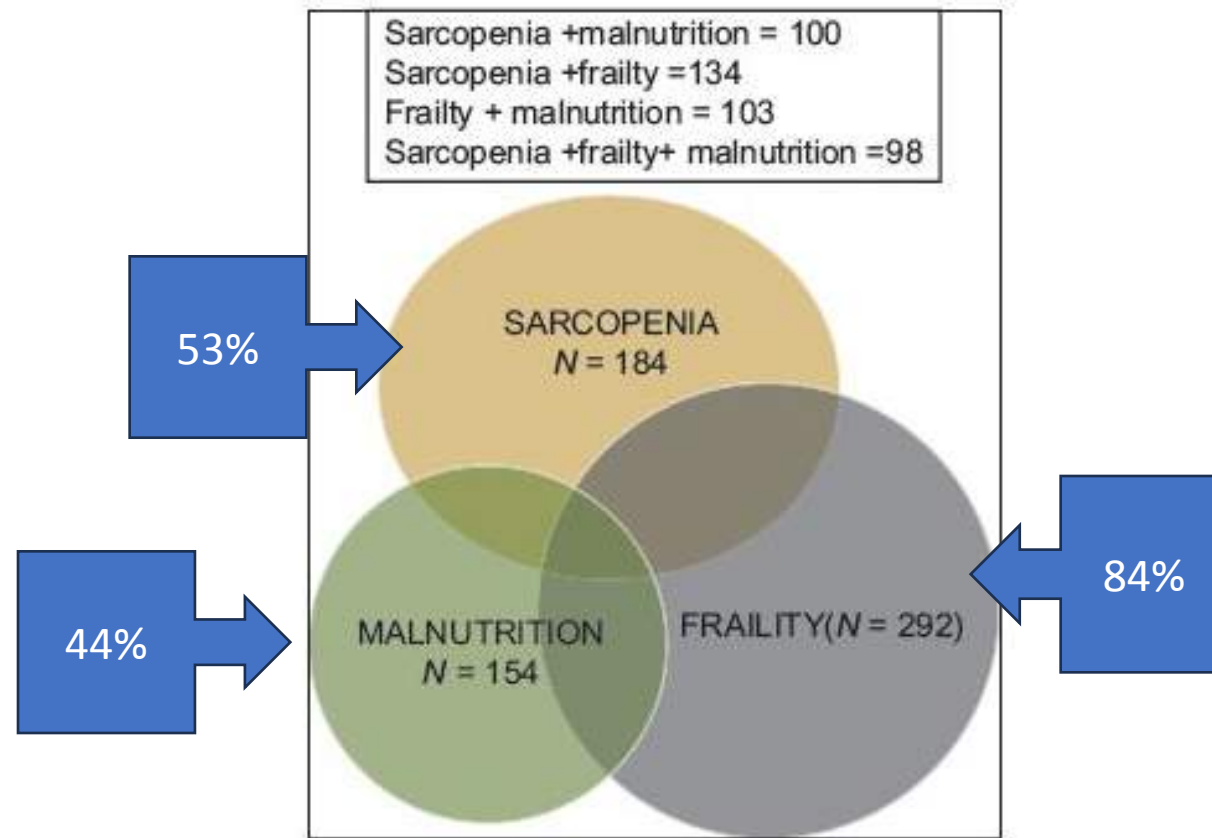 Sarcopenia +malnutrition = 100
Sarcopenia +frailty =134
Frailty + malnutrition = 103
Sarcopenia +frailty+ malnutrition =98
53%
SARCOPENIA
N = 184
44%
MALNUTRITION
N = 154
FRAILITY(N = 292)
84%